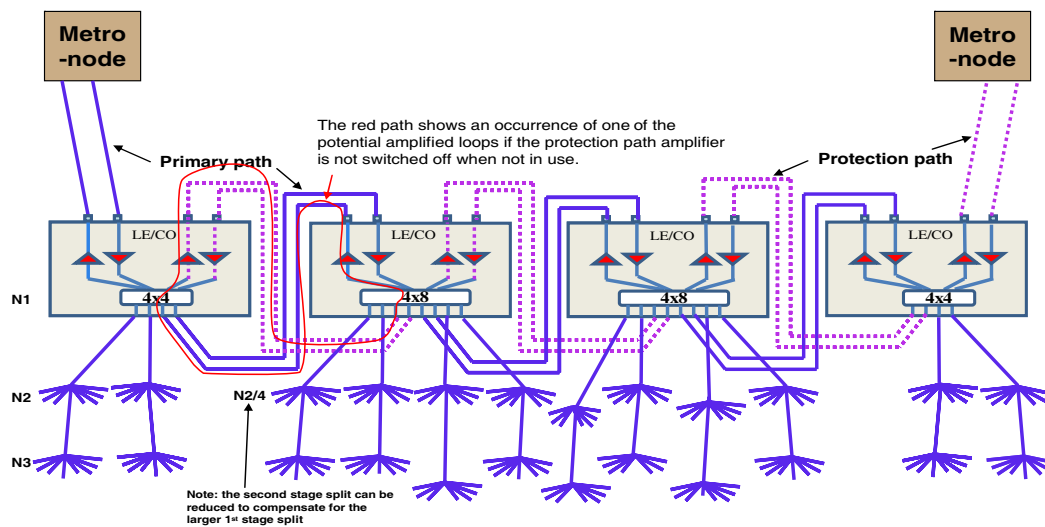 Metro
-node
Metro
-node
The red path shows an occurrence of one of the
potential amplified loops if the protection path amplifier
is not switched off when not in use.
Primary path
Protection path
LE/CO
LE/CO
LE/CO
LE/CO
N1
4x4
4x8
4x8
4x4
N2
N2/4
N3
Note: the second stage split can be
reduced to compensate for the
larger 1st stage split